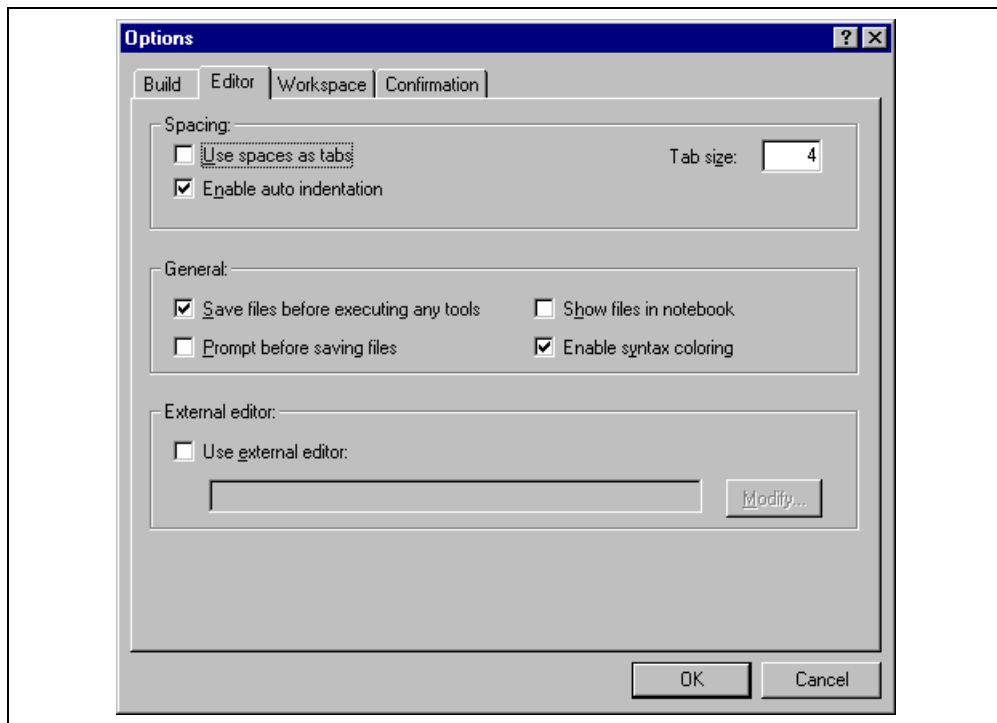 Options
Build Editor Workspace Confirmation
Spacing:
Use spaces as tabs Tab size: 4
Enable auto indentation
General:
Save files before executing any tools Show files in notebook
Prompt before saving files Enable syntax coloring
External editor:
Use external editor:
Modify...
OK Cancel